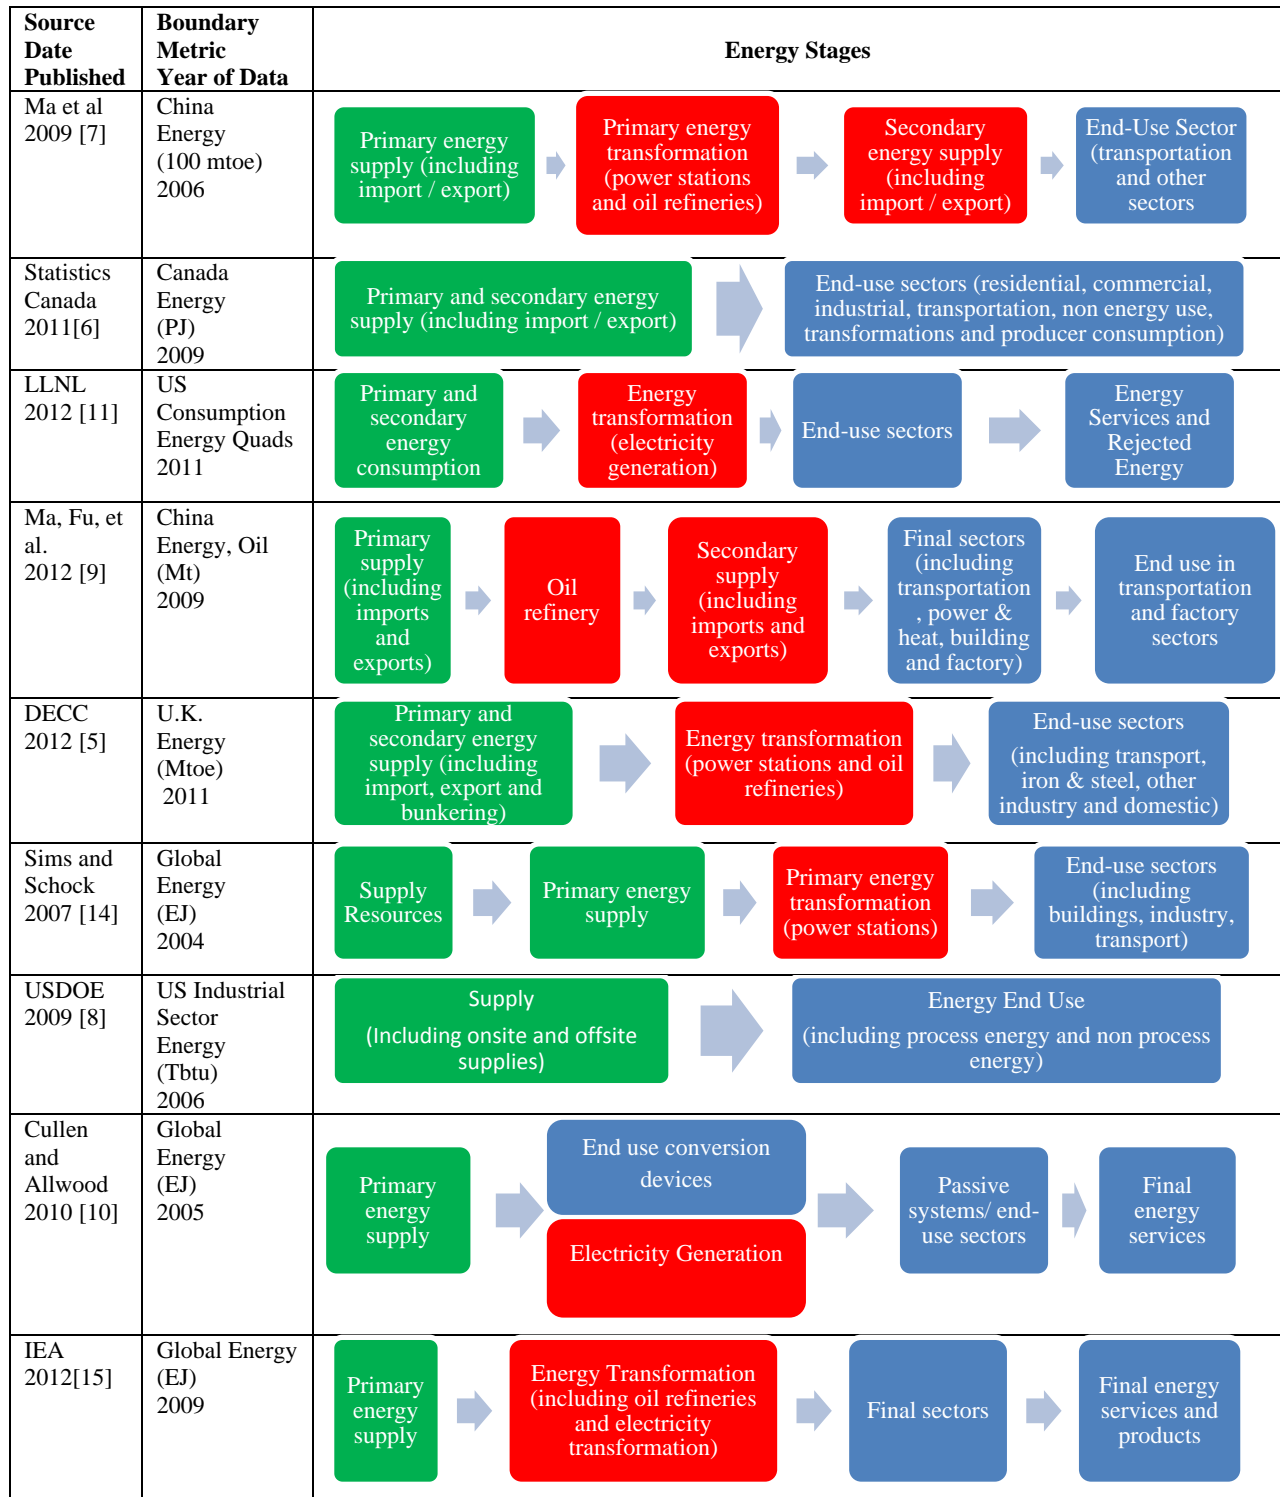 Source
Date
Published
Boundary
Metric
Year of Data
Energy Stages
Ma et al
2009 [7]
China
Energy
(100 mtoe)
2006
Primary energy
supply (including
import / export)
Primary energy
transformation
(power stations
and oil refineries)
Secondary
energy supply
(including
import / export)
End-Use Sector
(transportation
and other
sectors
Statistics
Canada
2011[6]
Canada
Energy
(PJ)
2009
Primary and secondary energy
supply (including import / export)
End-use sectors (residential, commercial,
industrial, transportation, non energy use,
transformations and producer consumption)
LLNL
2012 [11]
US
Consumption
Energy Quads
2011
Primary and
secondary
energy
consumption
Energy
transformation
(electricity
generation)
End-use sectors
Energy
Services and
Rejected
Energy
Ma, Fu, et
al.
2012 [9]
China
Energy, Oil
(Mt)
2009
Primary
supply
(including
imports
and
exports)
Oil
refinery
Secondary
supply
(including
imports and
exports)
Final sectors
(including
transportation
, power &
heat, building
and factory)
End use in
transportation
and factory
sectors
DECC
2012 [5]
U.K.
Energy
(Mtoe)
2011
Primary and
secondary energy
supply (including
import, export and
bunkering)
Energy transformation
(power stations and oil
refineries)
End-use sectors
(including transport,
iron & steel, other
industry and domestic)
Sims and
Schock
2007 [14]
Global
Energy
(EJ)
2004
Supply
Resources
Primary energy
supply
Primary energy
transformation
(power stations)
End-use sectors
(including
buildings, industry,
transport)
USDOE
2009 [8]
US Industrial
Sector
Energy
(Tbtu)
2006
Supply
(Including onsite and offsite
supplies)
Energy End Use
(including process energy and non process
energy)
Cullen
and
Allwood
2010 [10]
Global
Energy
(EJ)
2005
Primary
energy
supply
End use conversion
devices
Electricity Generation
Passive
systems/ end-
use sectors
Final
energy
services
IEA
2012[15]
Global Energy
(EJ)
2009
Primary
energy
supply
Energy Transformation
(including oil refineries
and electricity
transformation)
Final sectors
Final energy
services and
products